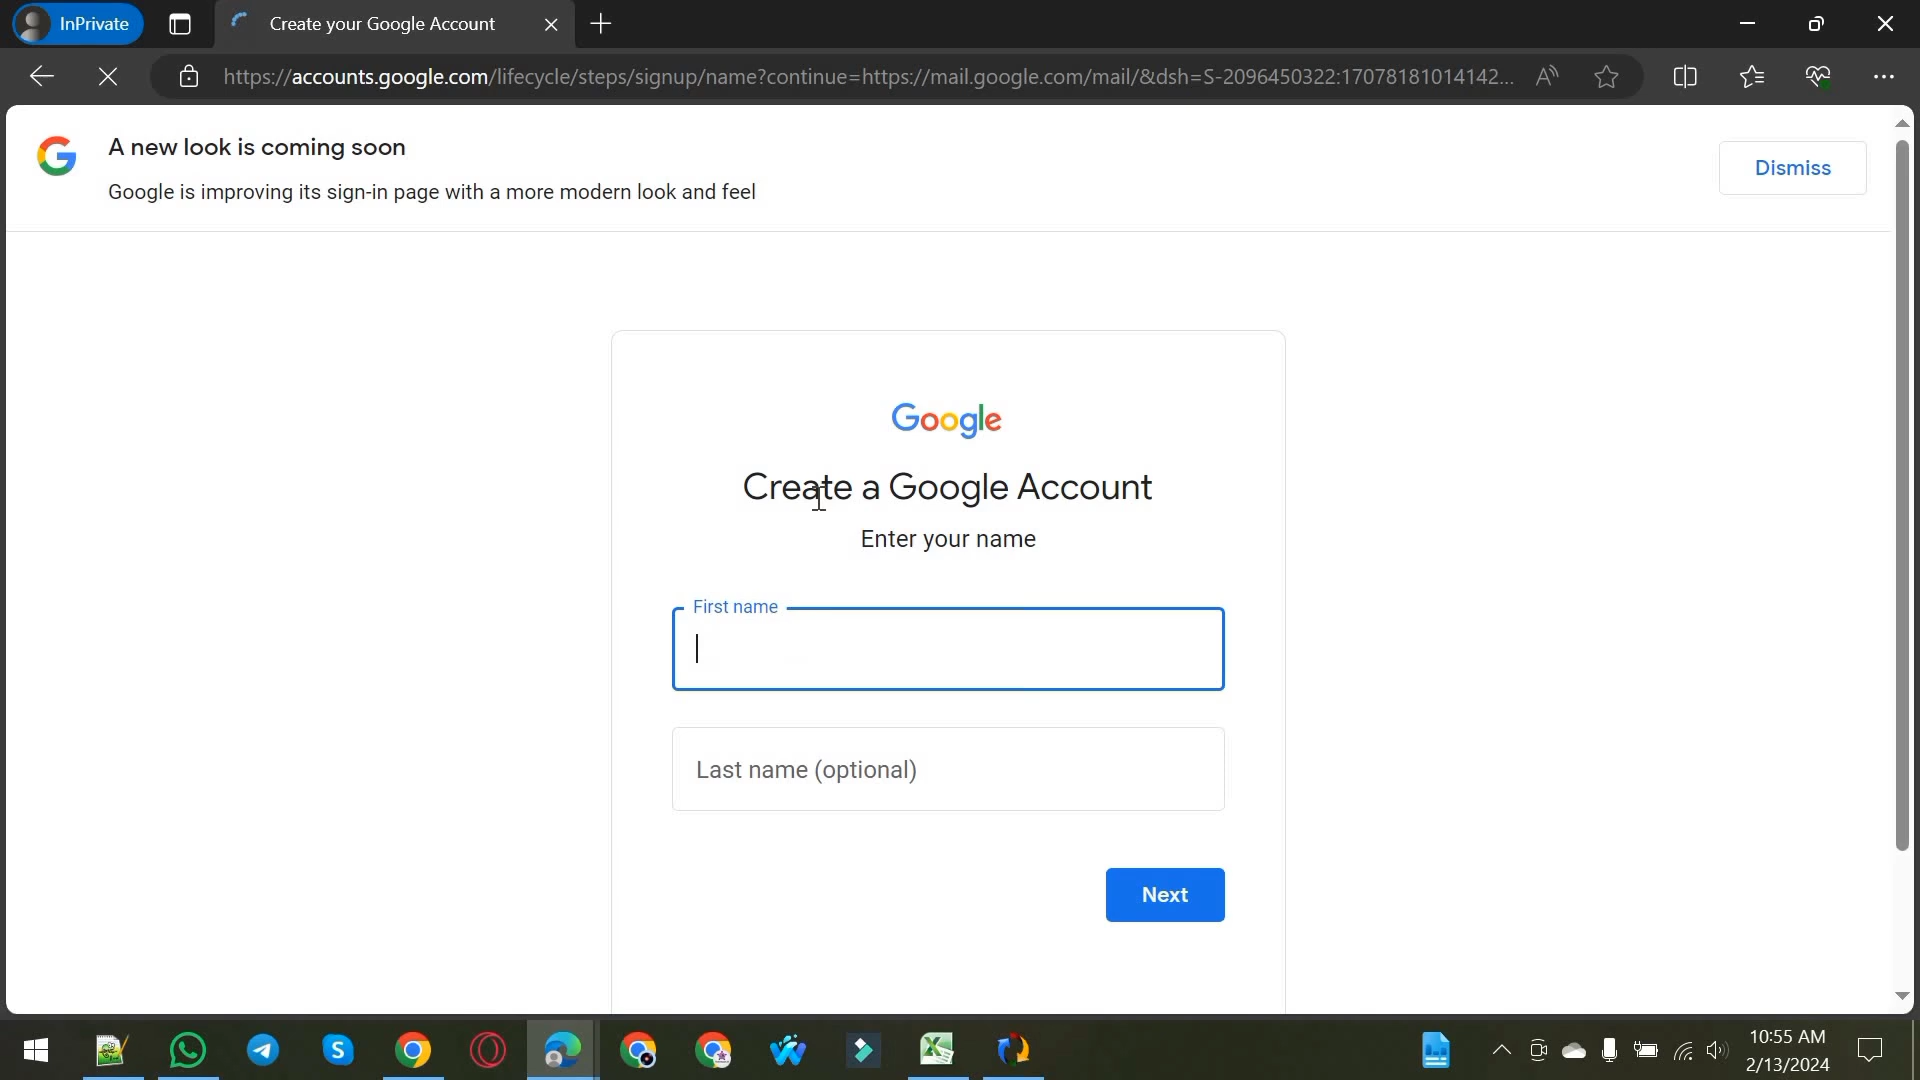 InPrivate
Create your Google Account
https://accounts.google.com/lifecycle/steps/signup/name?continue=https://mail.google.com/mail/&dsh=S-2096450322:17078181014142...
A new look is coming soon
Google is improving its sign-in page with a more modern look and feel
Dismiss
Google
Create a Google Account
Enter your name
First name
Last name (optional)
Next
10:55 AM
2/13/2024